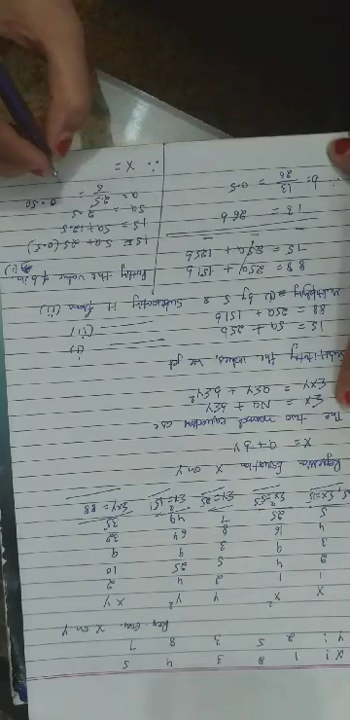 X: 1 2 3 4 5
Y: 2 5 3 8 7
Reg Eq. X on Y
X X² Y Y² XY
1 1 2 4 2
2 4 5 25 10
3 9 3 9 9
4 16 8 64 32
5 25 7 49 35
ΣX=15 ΣX²=55 ΣY=25 ΣY²=151 ΣXY=88
Regression Equation X on Y
X = a+bY
The two normal equation are
ΣX = Na + bΣY
ΣXY = aΣY + bΣY²
the values, we get
15 = 5a + 25b (i)
88 = 25a + 151b (ii)
Multiplying by 5 & Subtracting it from (ii)
88 = 25a + 151b
75 = 25a + 125b
13 = 26b
∴ b = 13/26 = 0.5
Putting the value of b in (i)
15 = 5a + 25(0.5)
15 = 5a + 12.5
5a = 2.5
a = 2.5/5 = 0.50
∴ X =